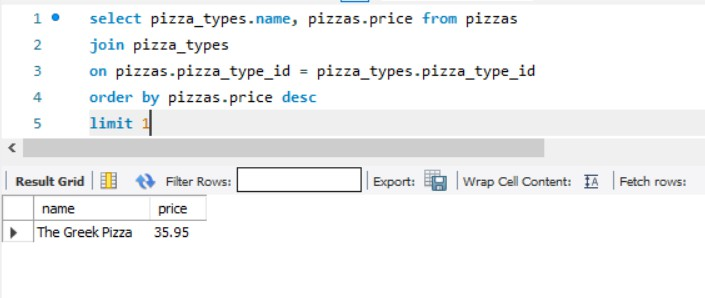 1 select pizza_types.name, pizzas.price from pizzas
2 join pizza_types
3 on pizzas.pizza_type_id = pizza_types.pizza_type_id
4 order by pizzas.price desc
5 limit 1
Result Grid Filter Rows: Export: Wrap Cell Content: Fetch rows:
name price
The Greek Pizza 35.95